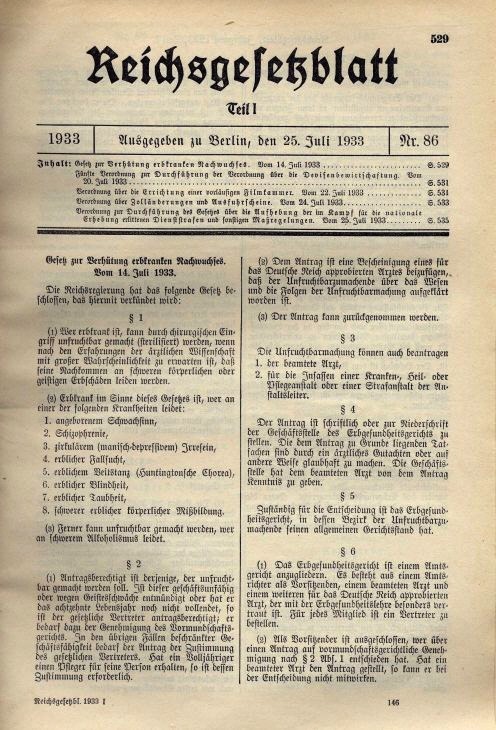 529
Reichsgesetzblatt
Teil I
1933
Ausgegeben zu Berlin, den 25. Juli 1933
Nr. 86
Inhalt: Gesetz zur Verhütung erbkranken Nachwuchses. Vom 14. Juli 1933 ........ S. 529
Fünfte Verordnung zur Durchführung der Verordnung über die Devisenbewirtschaftung. Vom
20. Juli 1933 ........ S. 531
Verordnung über die Errichtung einer vorläufigen Filmkammer. Vom 22. Juli 1933 ........ S. 531
Verordnung über Zolländerungen und Ausfuhrscheine. Vom 24. Juli 1933 ........ S. 533
Verordnung zur Durchführung des Gesetzes über die Aufhebung der im Kampf für die nationale
Erhebung erlittenen Dienststrafen und sonstigen Maßregelungen. Vom 25. Juli 1933 ........ S. 535
Gesetz zur Verhütung erbkranken Nachwuchses.
Vom 14. Juli 1933.
Die Reichsregierung hat das folgende Gesetz be-
schlossen, das hiermit verkündet wird:
§ 1
(1) Wer erbkrank ist, kann durch chirurgischen Ein-
griff unfruchtbar gemacht (sterilisiert) werden, wenn
nach den Erfahrungen der ärztlichen Wissenschaft
mit großer Wahrscheinlichkeit zu erwarten ist, daß
seine Nachkommen an schweren körperlichen oder
geistigen Erbschäden leiden werden.
(2) Erbkrank im Sinne dieses Gesetzes ist, wer an
einer der folgenden Krankheiten leidet:
1. angeborenem Schwachsinn,
2. Schizophrenie,
3. zirkulärem (manisch-depressivem) Irresein,
4. erblicher Fallsucht,
5. erblichem Veitstanz (Huntingtonsche Chorea),
6. erblicher Blindheit,
7. erblicher Taubheit,
8. schwerer erblicher körperlicher Mißbildung.
(3) Ferner kann unfruchtbar gemacht werden, wer
an schwerem Alkoholismus leidet.
§ 2
(1) Antragsberechtigt ist derjenige, der unfrucht-
bar gemacht werden soll. Ist dieser geschäftsunfähig
oder wegen Geistesschwäche entmündigt oder hat er
das achtzehnte Lebensjahr noch nicht vollendet, so
ist der gesetzliche Vertreter antragsberechtigt; er
bedarf dazu der Genehmigung des Vormundschafts-
gerichts. In den übrigen Fällen beschränkter Ge-
schäftsfähigkeit bedarf der Antrag der Zustimmung
des gesetzlichen Vertreters. Hat ein Volljähriger
einen Pfleger für seine Person erhalten, so ist dessen
Zustimmung erforderlich.
(2) Dem Antrag ist eine Bescheinigung eines für
das Deutsche Reich approbierten Arztes beizufügen,
daß der Unfruchtbarzumachende über das Wesen
und die Folgen der Unfruchtbarmachung aufgeklärt
worden ist.
(3) Der Antrag kann zurückgenommen werden.
§ 3
Die Unfruchtbarmachung können auch beantragen
1. der beamtete Arzt,
2. für die Insassen einer Kranken-, Heil- oder
Pflegeanstalt oder einer Strafanstalt der An-
staltsleiter.
§ 4
Der Antrag ist schriftlich oder zur Niederschrift
der Geschäftsstelle des Erbgesundheitsgerichts zu
stellen. Die dem Antrag zu Grunde liegenden Tat-
sachen sind durch ein ärztliches Gutachten oder auf
andere Weise glaubhaft zu machen. Die Geschäfts-
stelle hat dem beamteten Arzt von dem Antrag
Kenntnis zu geben.
§ 5
Zuständig für die Entscheidung ist das Erbgesund-
heitsgericht, in dessen Bezirk der Unfruchtbarzu-
machende seinen allgemeinen Gerichtsstand hat.
§ 6
(1) Das Erbgesundheitsgericht ist einem Amts-
gericht anzugliedern. Es besteht aus einem Amts-
richter als Vorsitzenden, einem beamteten Arzt und
einem weiteren für das Deutsche Reich approbierten
Arzt, der mit der Erbgesundheitslehre besonders ver-
traut ist. Für jedes Mitglied ist ein Vertreter zu
bestellen.
(2) Als Vorsitzender ist ausgeschlossen, wer über
einen Antrag auf vormundschaftsgerichtliche Geneh-
migung nach § 2 Abs. 1 entschieden hat. Hat ein
beamteter Arzt den Antrag gestellt, so kann er bei
der Entscheidung nicht mitwirken.
Reichsgesetzbl. 1933 I
146